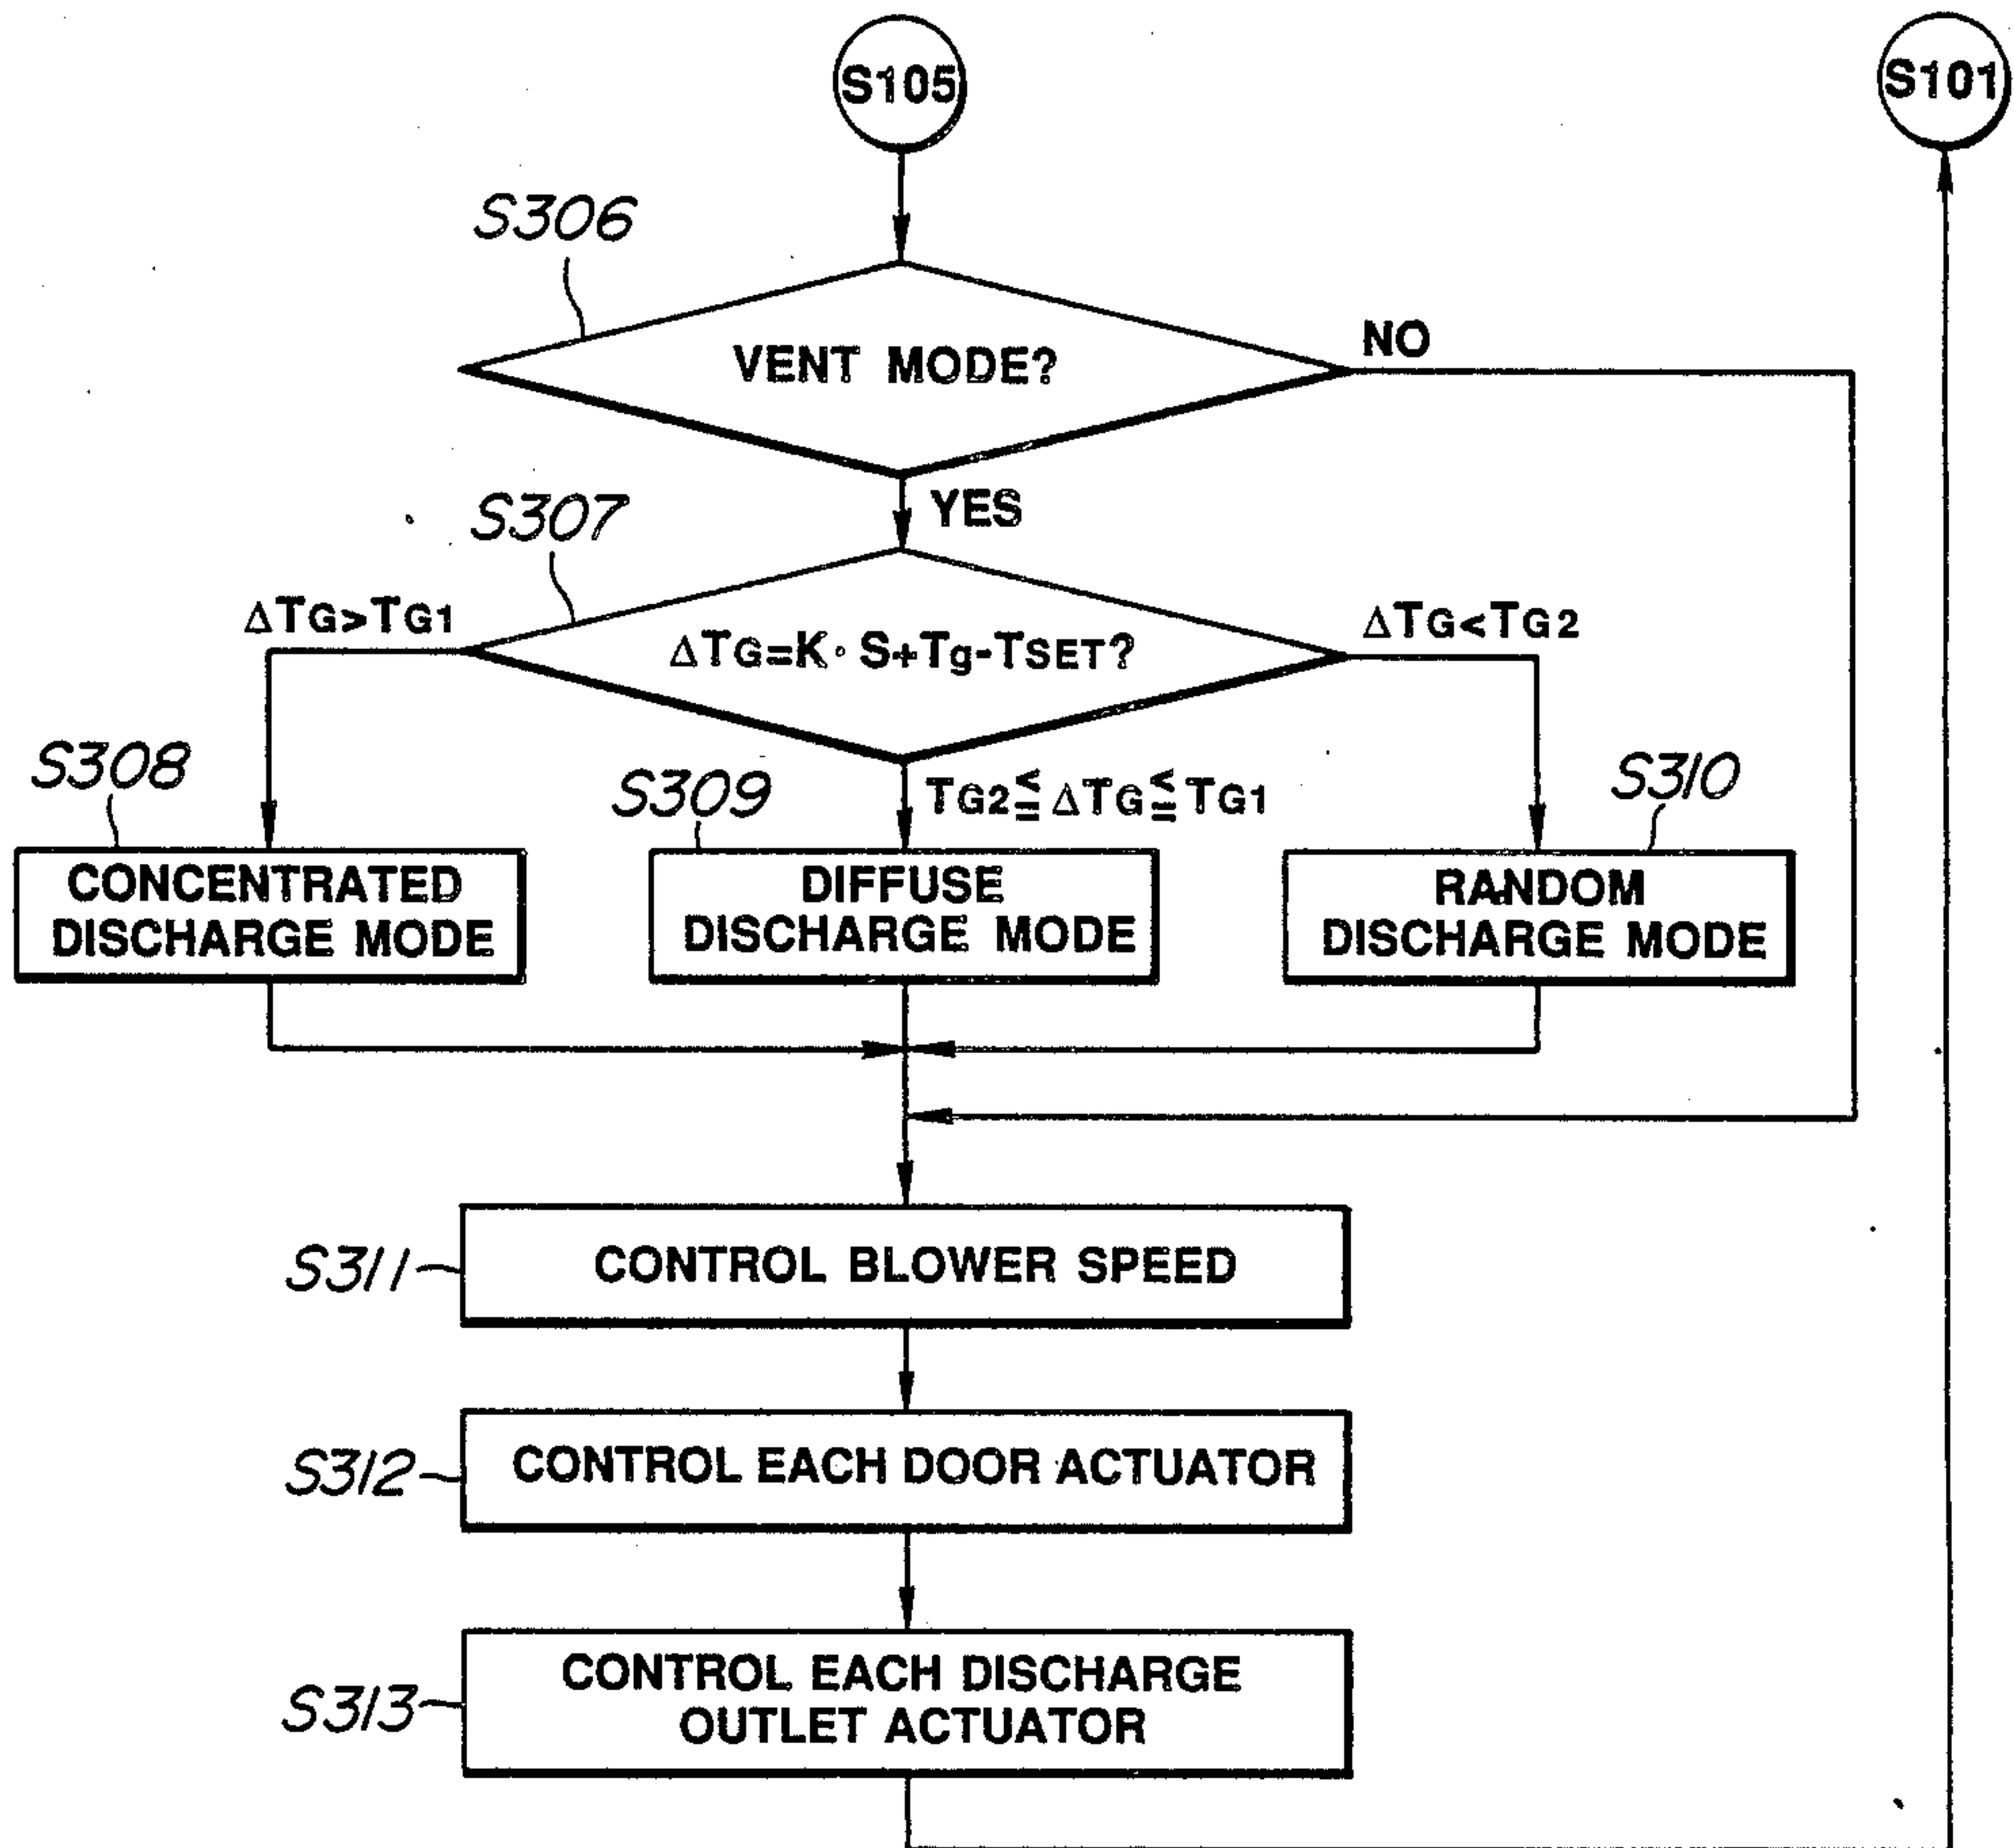 S105
S101
S306
VENT MODE?
NO
YES
S307
ΔTG>TG1
ΔTG=K·S+Tg-TSET?
ΔTG<TG2
S308
S309
TG2≦ΔTG≦TG1
S310
CONCENTRATED
DISCHARGE MODE
DIFFUSE
DISCHARGE MODE
RANDOM
DISCHARGE MODE
S311
CONTROL BLOWER SPEED
S312
CONTROL EACH DOOR ACTUATOR
S313
CONTROL EACH DISCHARGE
OUTLET ACTUATOR